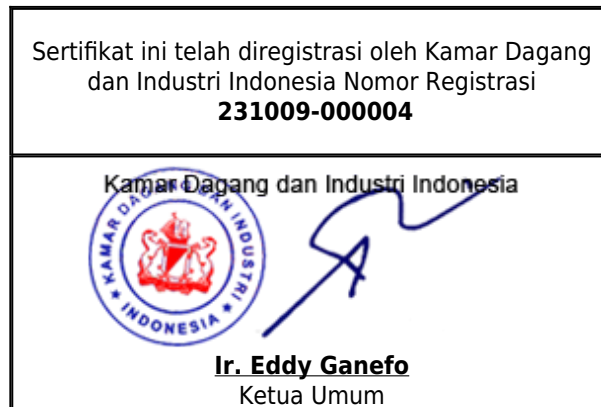 Sertifikat ini telah diregistrasi oleh Kamar Dagang
dan Industri Indonesia Nomor Registrasi
231009-000004
Kamar Dagang dan Industri Indonesia
KAMAR DAGANG DAN INDUSTRI
INDONESIA
Ir. Eddy Ganefo
Ketua Umum